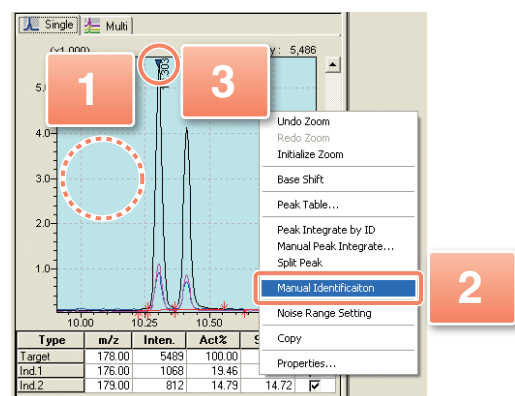 Single Multi
(x1,000) y : 5,486
1
3
303
5.
4.0
3.0
2.0
1.0
10.00 10.25 10.50
Undo Zoom
Redo Zoom
Initialize Zoom
Base Shift
Peak Table...
Peak Integrate by ID
Manual Peak Integrate...
Split Peak
Manual Identificaiton
Noise Range Setting
Copy
Properties...
2
Type m/z Inten. Act% S
Target 178.00 5489 100.00
Ind.1 176.00 1068 19.46
Ind.2 179.00 812 14.79 14.72